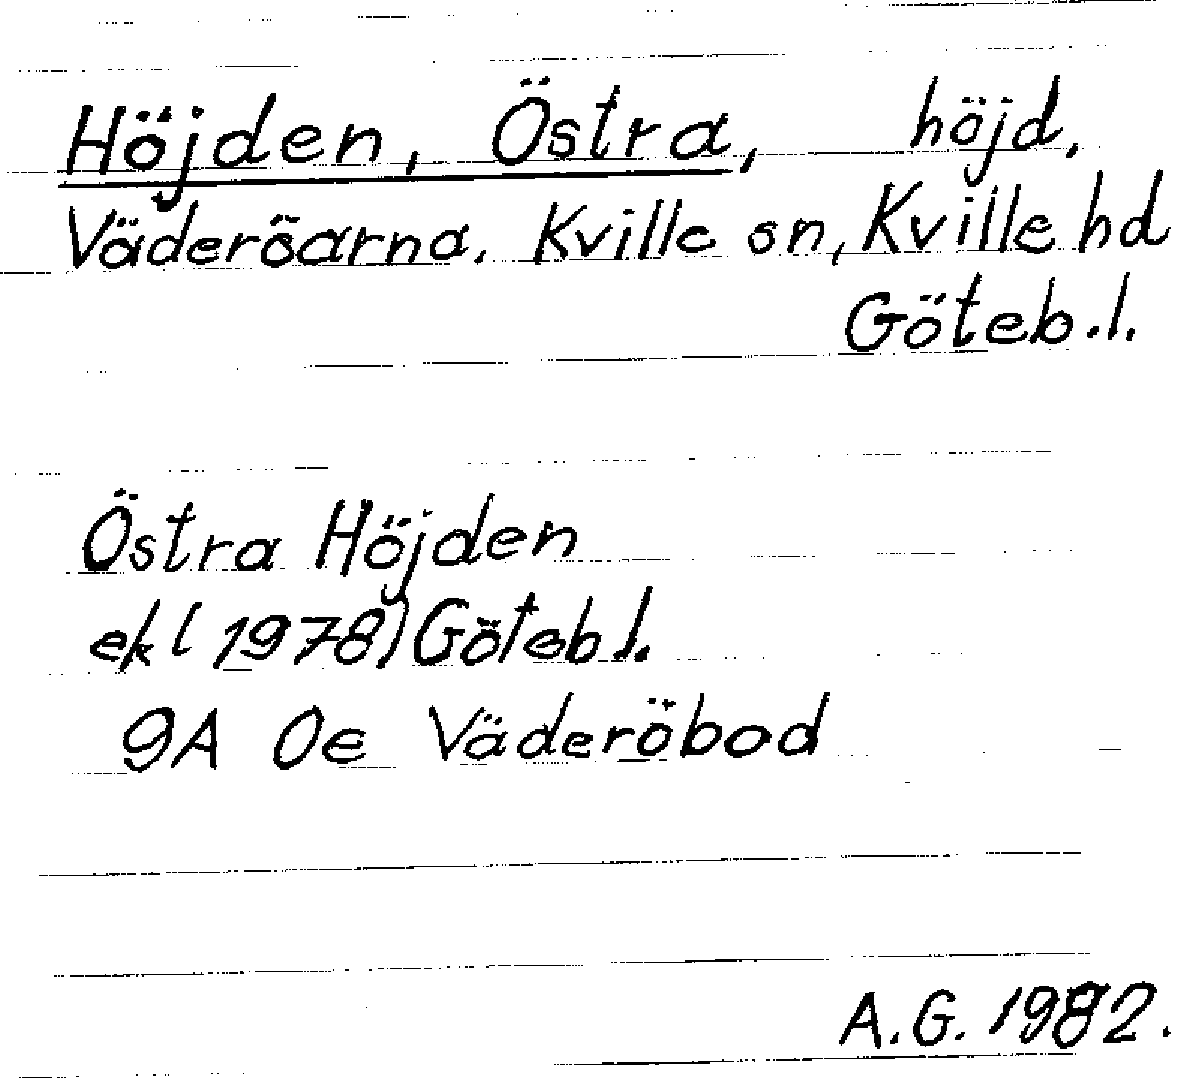 Höjden, Östra, höjd,
Väderöarna. Kville sn, Kville hd
Göteb.l.
Östra Höjden
ek (1978) Göteb l.
9A 0e Väderöbod
A.G. 1982.